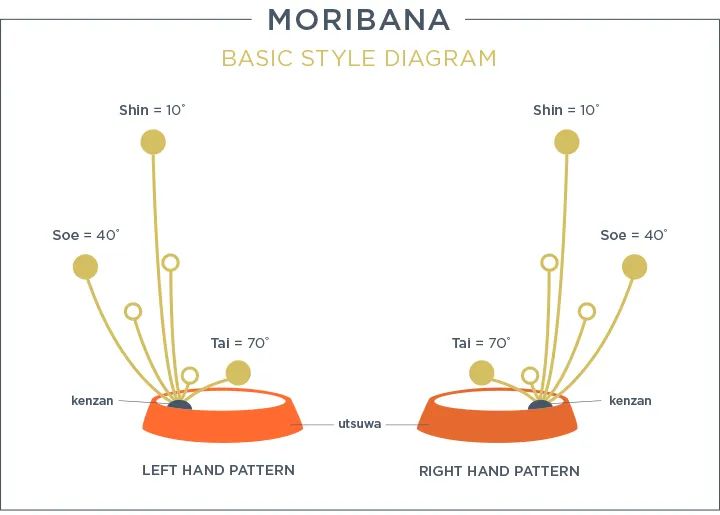 MORIBANA
BASIC STYLE DIAGRAM
Shin = 10°
Soe = 40°
Tai = 70°
kenzan
LEFT HAND PATTERN
utsuwa
Shin = 10°
Soe = 40°
Tai = 70°
kenzan
RIGHT HAND PATTERN